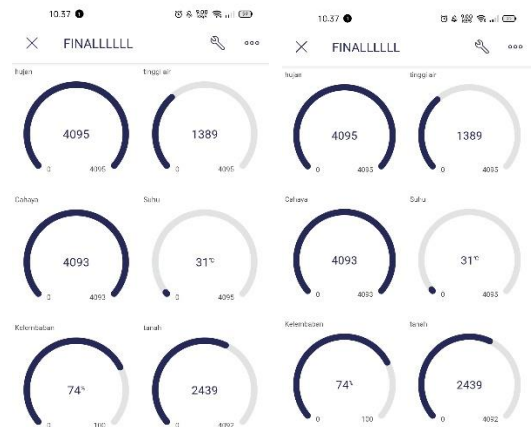 10.37
FINALLLLLL
hujan tinggi air
4095 1389
0 4095 0 4095
Cahaya Suhu
4093 31°C
0 4093 0 4095
Kelembaban tanah
74% 2439
0 100 0 4092
10.37
FINALLLLLL
hujan tinggi air
4095 1389
0 4095 0 4095
Cahaya Suhu
4093 31°C
0 4093 0 4095
Kelembaban tanah
74% 2439
0 100 0 4092